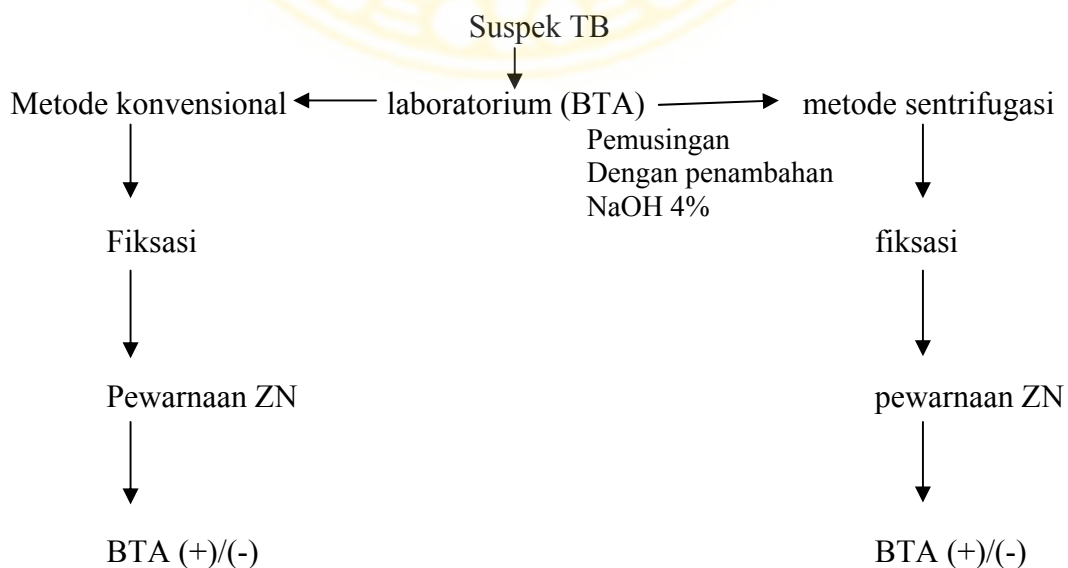 Suspek TB
Metode konvensional
laboratorium (BTA)
metode sentrifugasi
Pemusingan
Dengan penambahan
NaOH 4%
Fiksasi
fiksasi
Pewarnaan ZN
pewarnaan ZN
BTA (+)/(-)
BTA (+)/(-)